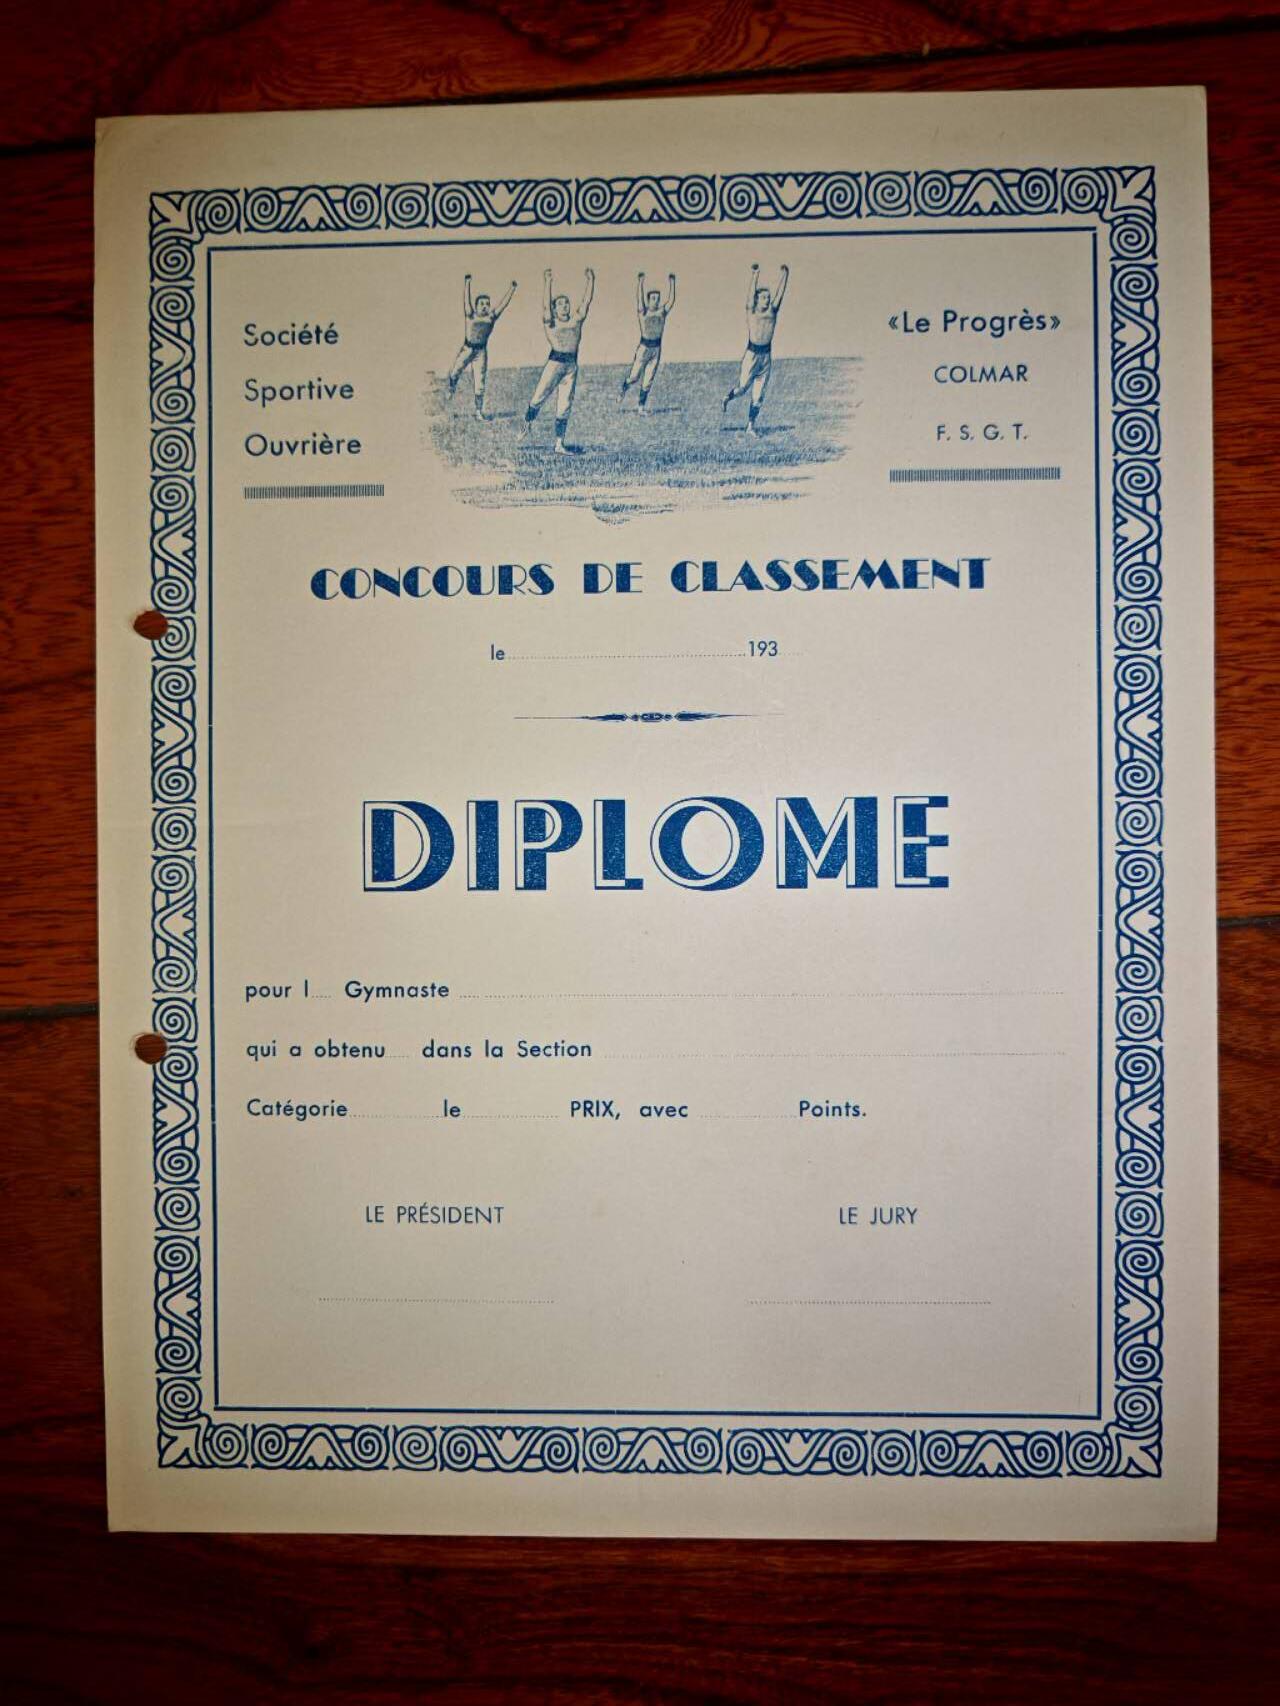 Société
Sportive
Ouvrière
«Le Progrès»
COLMAR
F. S. G. T.
CONCOURS DE CLASSEMENT
le 193
DIPLOME
pour l Gymnaste
qui a obtenu dans la Section
Catégorie le PRIX, avec Points.
LE PRÉSIDENT
LE JURY